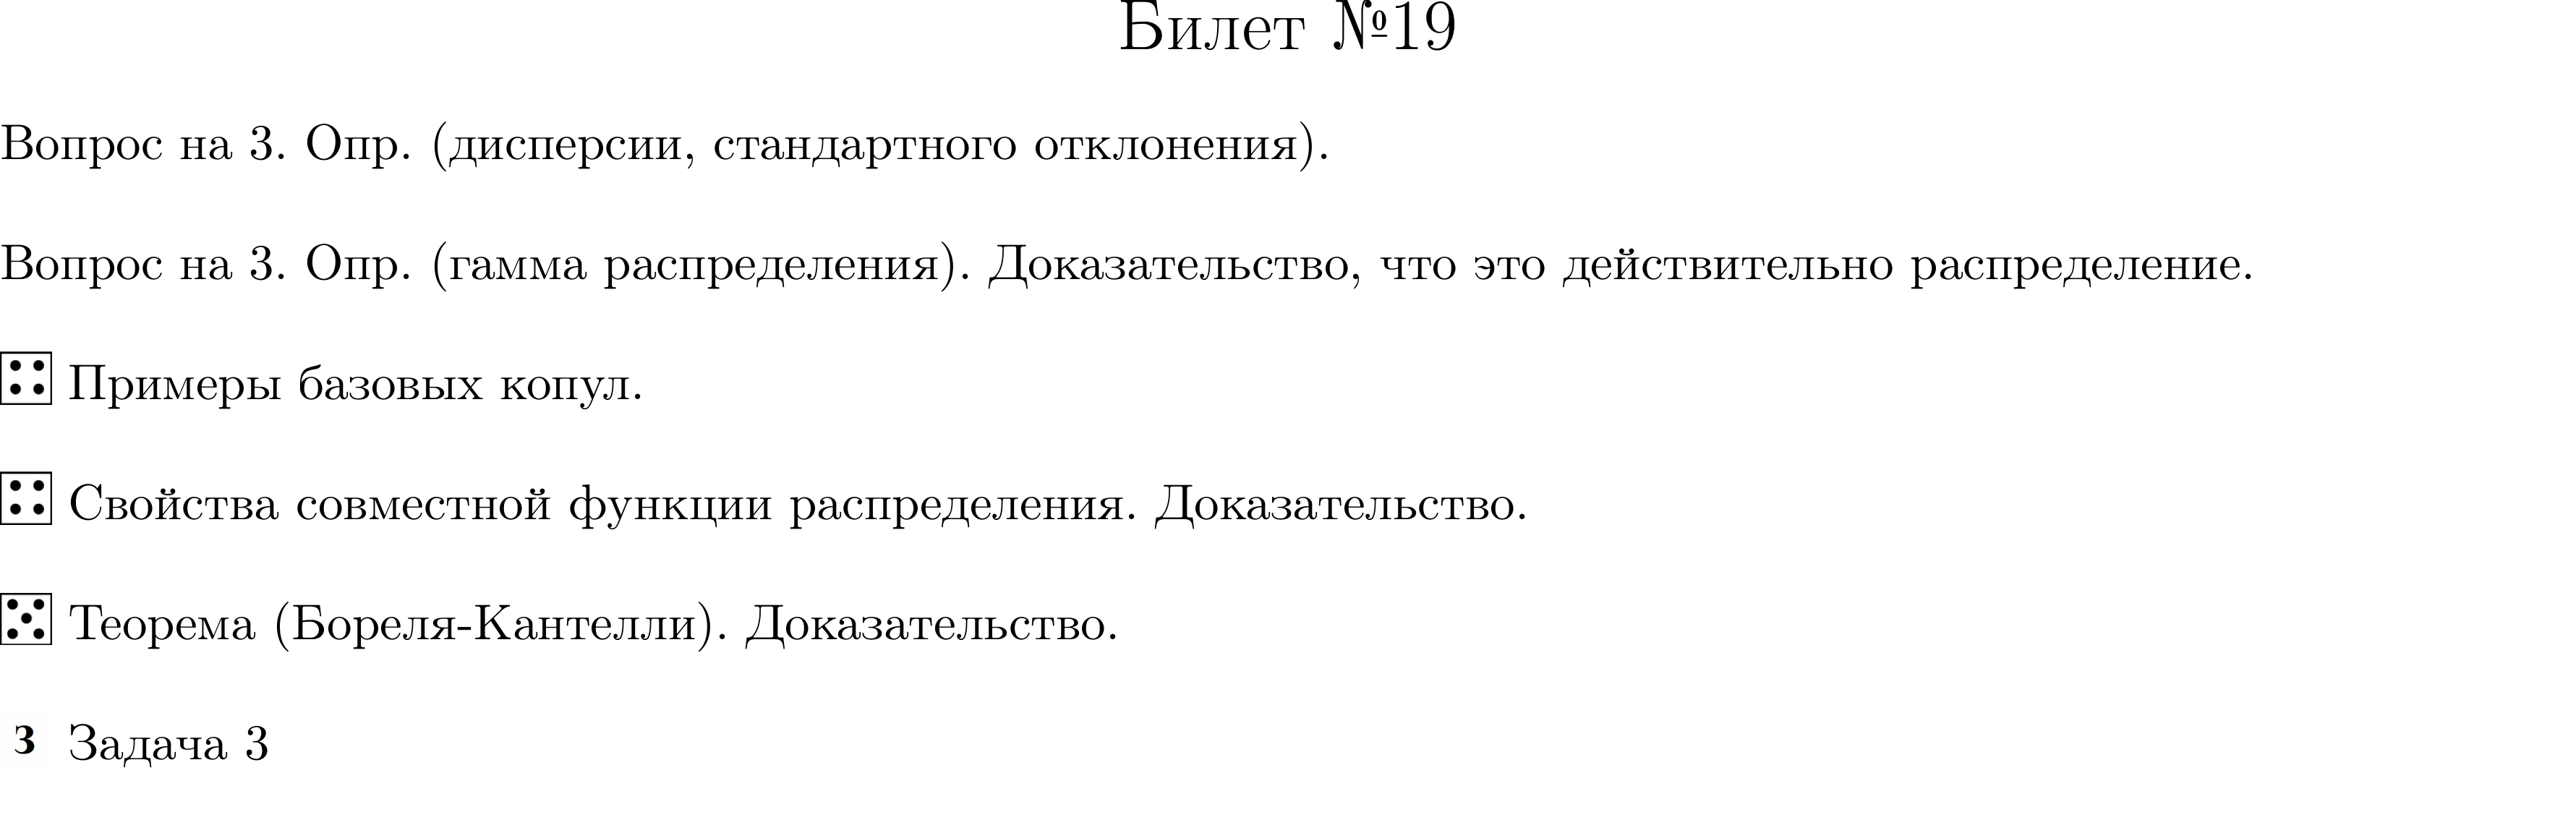 Билет №19
Вопрос на 3. Опр. (дисперсии, стандартного отклонения).
Вопрос на 3. Опр. (гамма распределения). Доказательство, что это действительно распределение.
Примеры базовых копул.
Свойства совместной функции распределения. Доказательство.
Теорема (Бореля-Кантелли). Доказательство.
3 Задача 3